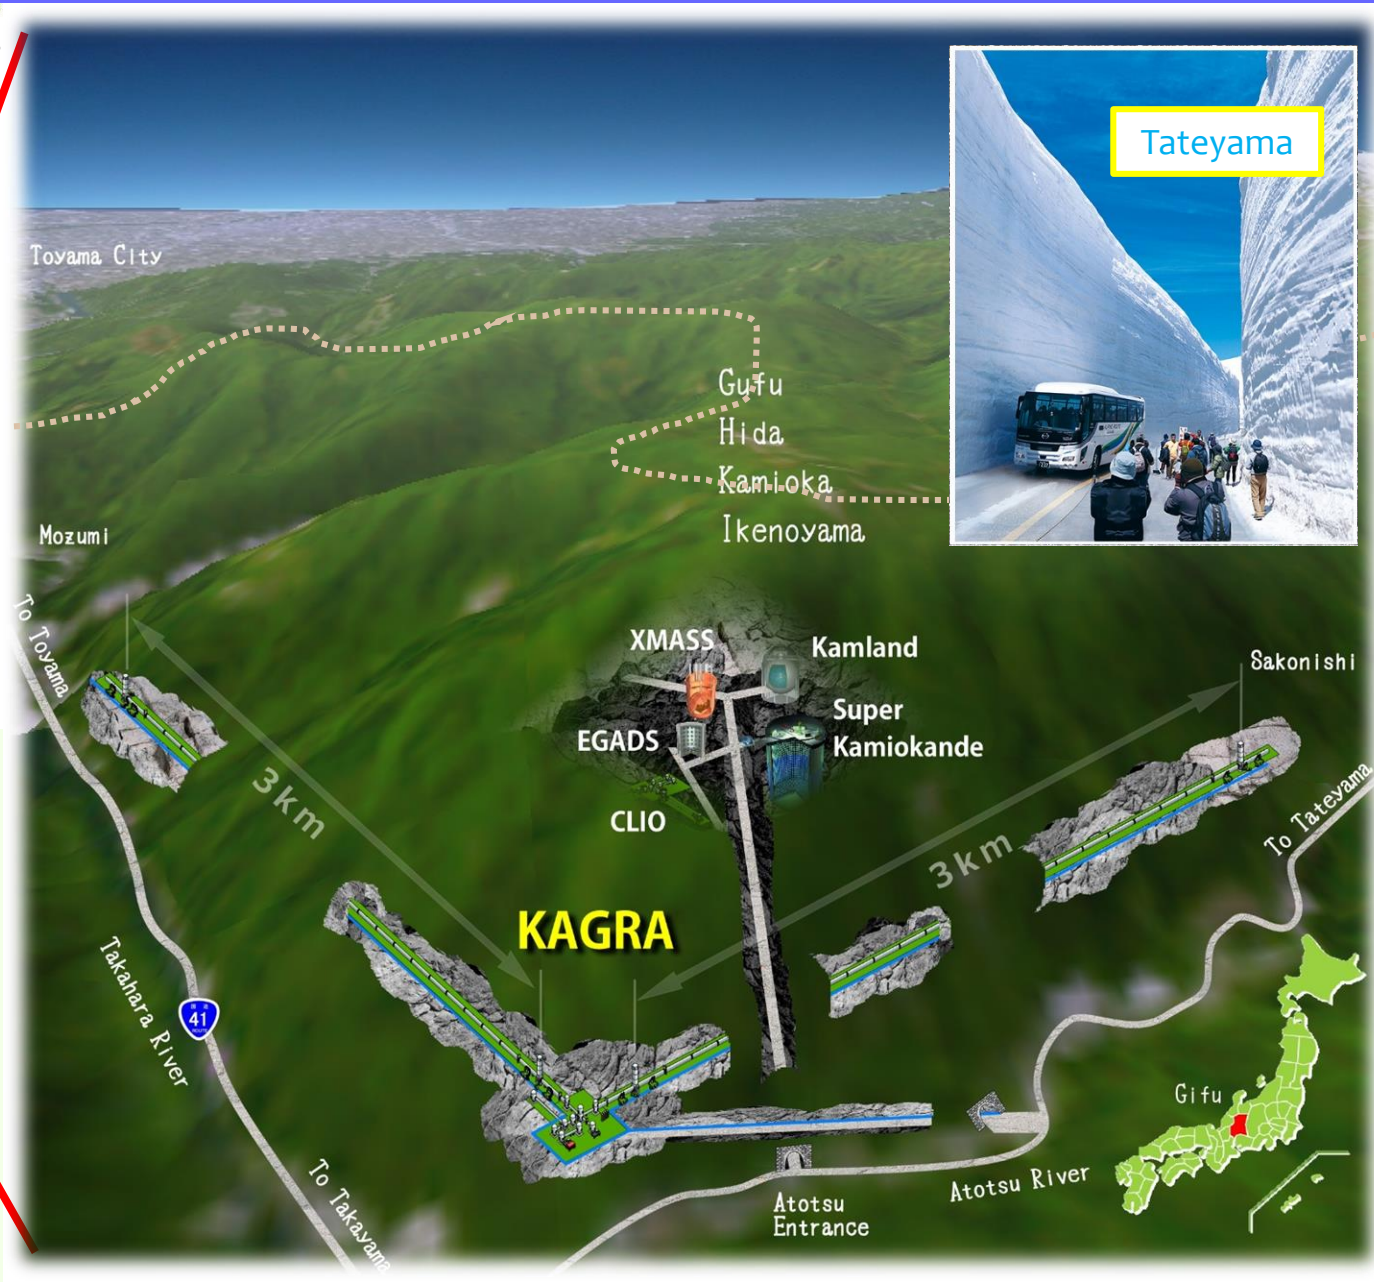 Tateyama
Toyama City
Gufu
Hida
Kamioka
Ikenoyama
Mozumi
To Toyama
XMASS
Kamland
Sakonishi
Super
Kamiokande
EGADS
3km
CLIO
3km
To Tateyama
KAGRA
Takahara River
41
ROUTE
Gifu
To Takayama
Atotsu
Entrance
Atotsu River